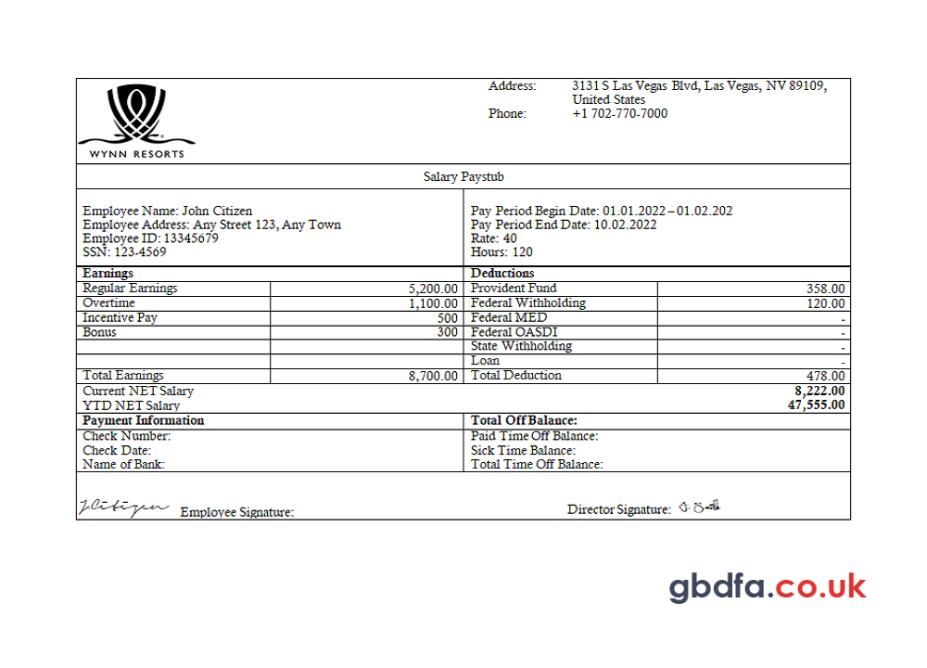 WYNN RESORTS
Address: 3131 S Las Vegas Blvd, Las Vegas, NV 89109,
United States
Phone: +1 702-770-7000
Salary Paystub
Employee Name: John Citizen
Employee Address: Any Street 123, Any Town
Employee ID: 13345679
SSN: 123-4569
Pay Period Begin Date: 01.01.2022 – 01.02.202
Pay Period End Date: 10.02.2022
Rate: 40
Hours: 120
Earnings Deductions
Regular Earnings 5,200.00 Provident Fund 358.00
Overtime 1,100.00 Federal Withholding 120.00
Incentive Pay 500 Federal MED -
Bonus 300 Federal OASDI -
State Withholding -
Loan -
Total Earnings 8,700.00 Total Deduction 478.00
Current NET Salary 8,222.00
YTD NET Salary 47,555.00
Payment Information Total Off Balance:
Check Number: Paid Time Off Balance:
Check Date: Sick Time Balance:
Name of Bank: Total Time Off Balance:
J Citizen Employee Signature: Director Signature:
gbdfa.co.uk